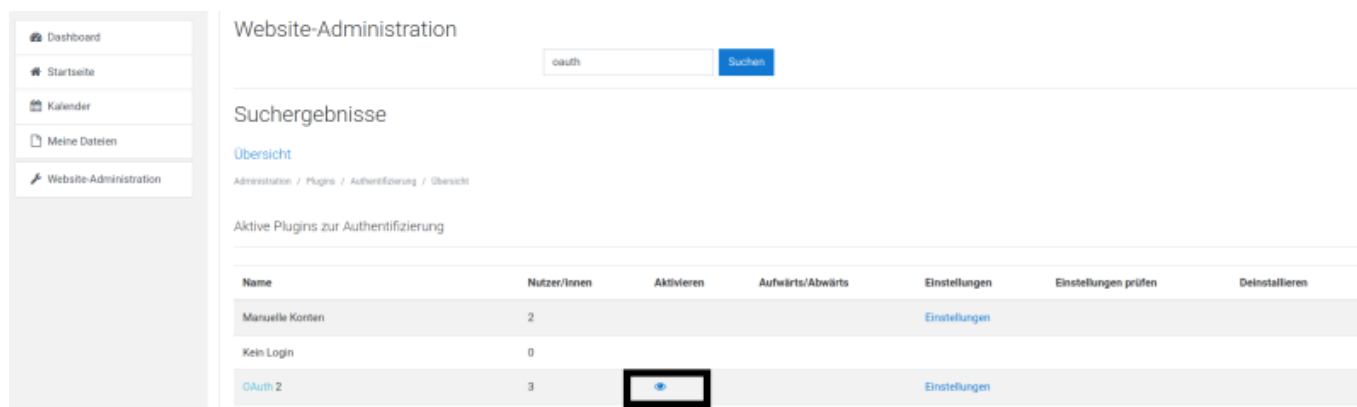 Dashboard
Startseite
Kalender
Meine Dateien
Website-Administration
Website-Administration
oauth Suchen
Suchergebnisse
Übersicht
Administration / Plugins / Authentifizierung / Übersicht
Aktive Plugins zur Authentifizierung
Name Nutzer/innen Aktivieren Aufwärts/Abwärts Einstellungen Einstellungen prüfen Deinstallieren
Manuelle Konten 2 Einstellungen
Kein Login 0
OAuth 2 3 Einstellungen